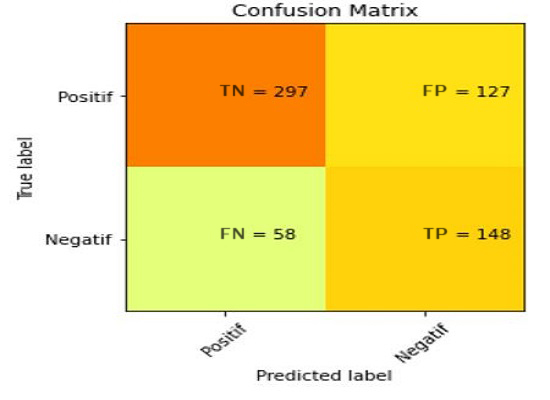 Confusion Matrix
True label
Positif
TN = 297
FP = 127
Negatif
FN = 58
TP = 148
Positif
Negatif
Predicted label